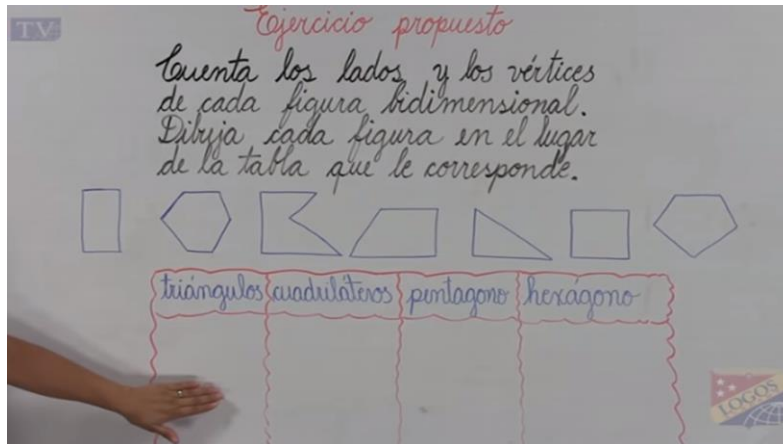 TV
Ejercicio propuesto
Cuenta los lados y los vértices
de cada figura bidimensional.
Dibuja cada figura en el lugar
de la tabla que le corresponde.
triángulos cuadriláteros pentagono hexágono
LOGOS